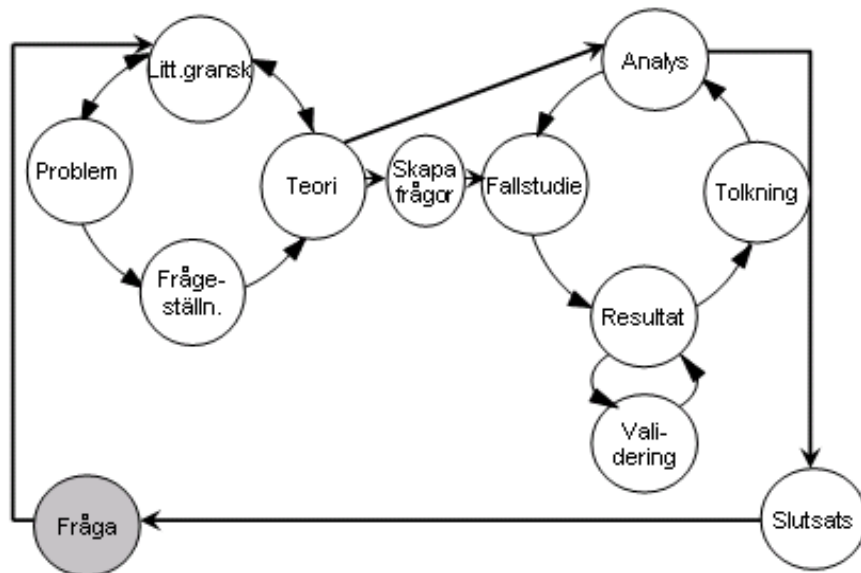 Litt.gransk
Analys
Problem
Teori
Skapa
frågor
Fallstudie
Tolkning
Fråge-
ställn.
Resultat
Vali-
dering
Fråga
Slutsats